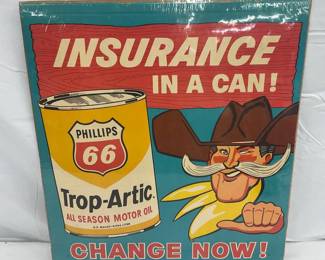 INSURANCE
IN A CAN!
PHILLIPS
66
Trop-Artic
ALL SEASON MOTOR OIL
CHANGE NOW!